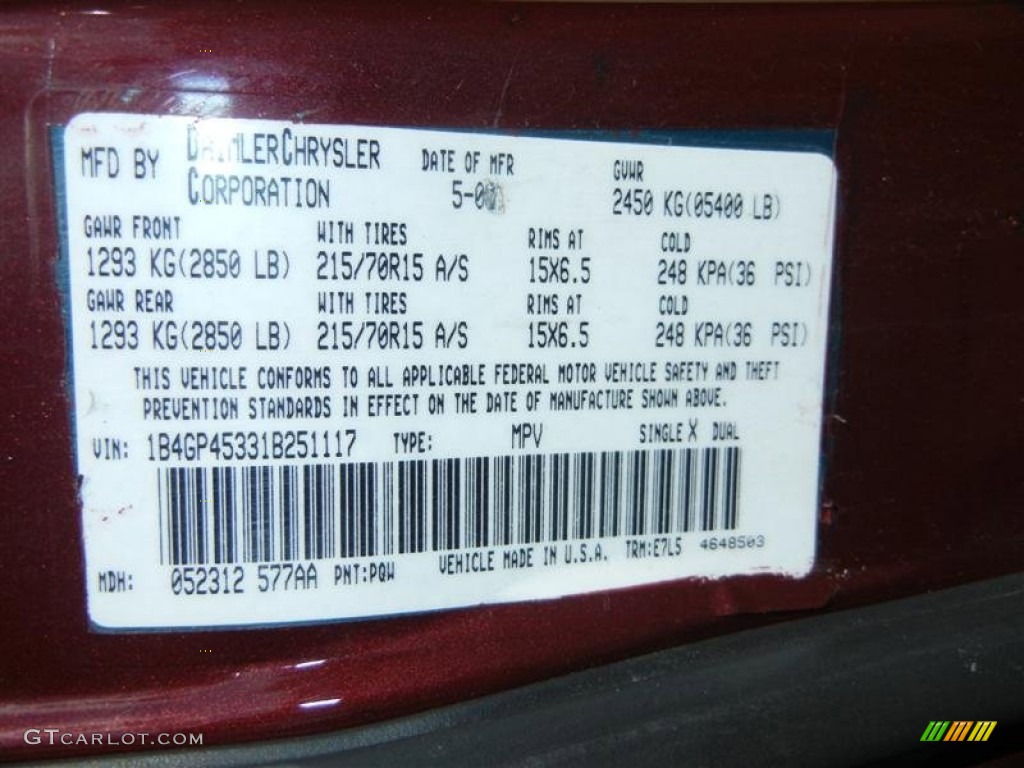 MFD BY DAIMLERCHRYSLER CORPORATION DATE OF MFR 5-0 GVWR 2450 KG(05400 LB)
GAWR FRONT WITH TIRES RIMS AT COLD
1293 KG(2850 LB) 215/70R15 A/S 15X6.5 248 KPA(36 PSI)
GAWR REAR WITH TIRES RIMS AT COLD
1293 KG(2850 LB) 215/70R15 A/S 15X6.5 248 KPA(36 PSI)
THIS VEHICLE CONFORMS TO ALL APPLICABLE FEDERAL MOTOR VEHICLE SAFETY AND THEFT
PREVENTION STANDARDS IN EFFECT ON THE DATE OF MANUFACTURE SHOWN ABOVE.
VIN: 1B4GP45331B251117 TYPE: MPV SINGLE X DUAL
MDH: 052312 577AA PNT:PQW VEHICLE MADE IN U.S.A. TRM:E7L5 4648503
GTCARLOT.COM